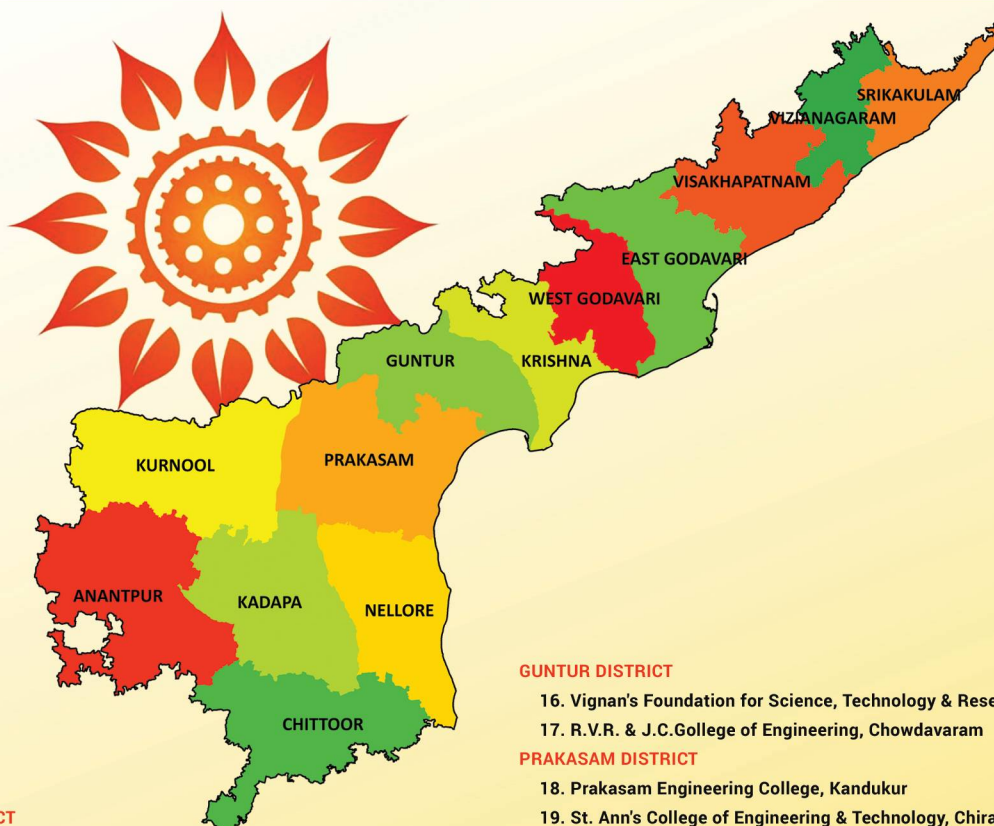 SRIKAKULAM
VIZIANAGARAM
VISAKHAPATNAM
EAST GODAVARI
WEST GODAVARI
GUNTUR
KRISHNA
KURNOOL
PRAKASAM
ANANTPUR
KADAPA
NELLORE
CHITTOOR
GUNTUR DISTRICT
16. Vignan's Foundation for Science, Technology &
17. R.V.R. & J.C.Gollege of Engineering, Chowdavaram
PRAKASAM DISTRICT
18. Prakasam Engineering College, Kandukur
19. St. Ann's College of Engineering & Technology,